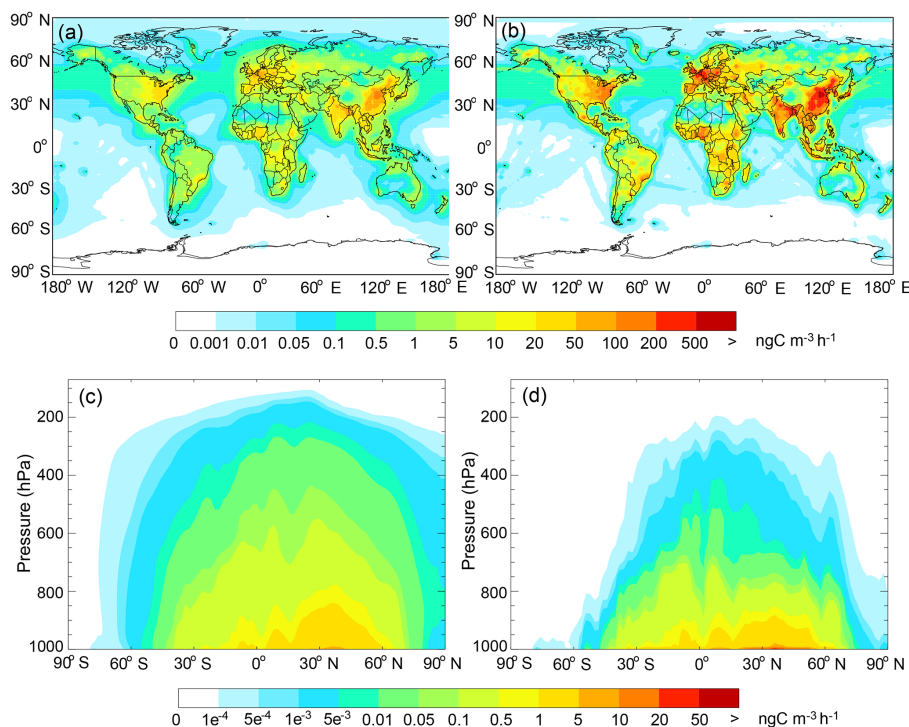 (a) (b)
90° N 90° N
60° N 60° N
30° N 30° N
0° 0°
30° S 30° S
60° S 60° S
90° S 90° S
180° W 120° W 60° W 0° 60° E 120° E 180° E 180° W 120° W 60° W 0° 60° E 120° E 180° E
0 0.001 0.01 0.05 0.1 0.5 1 5 10 20 50 100 200 500 > ngC m⁻³ h⁻¹
(c) (d)
Pressure (hPa) Pressure (hPa)
200 200
400 400
600 600
800 800
1000 1000
90° S 60° S 30° S 0° 30° N 60° N 90° N 90° S 60° S 30° S 0° 30° N 60° N 90° N
0 1e⁻⁴ 5e⁻⁴ 1e⁻³ 5e⁻³ 0.01 0.05 0.1 0.5 1 5 10 20 50 > ngC m⁻³ h⁻¹